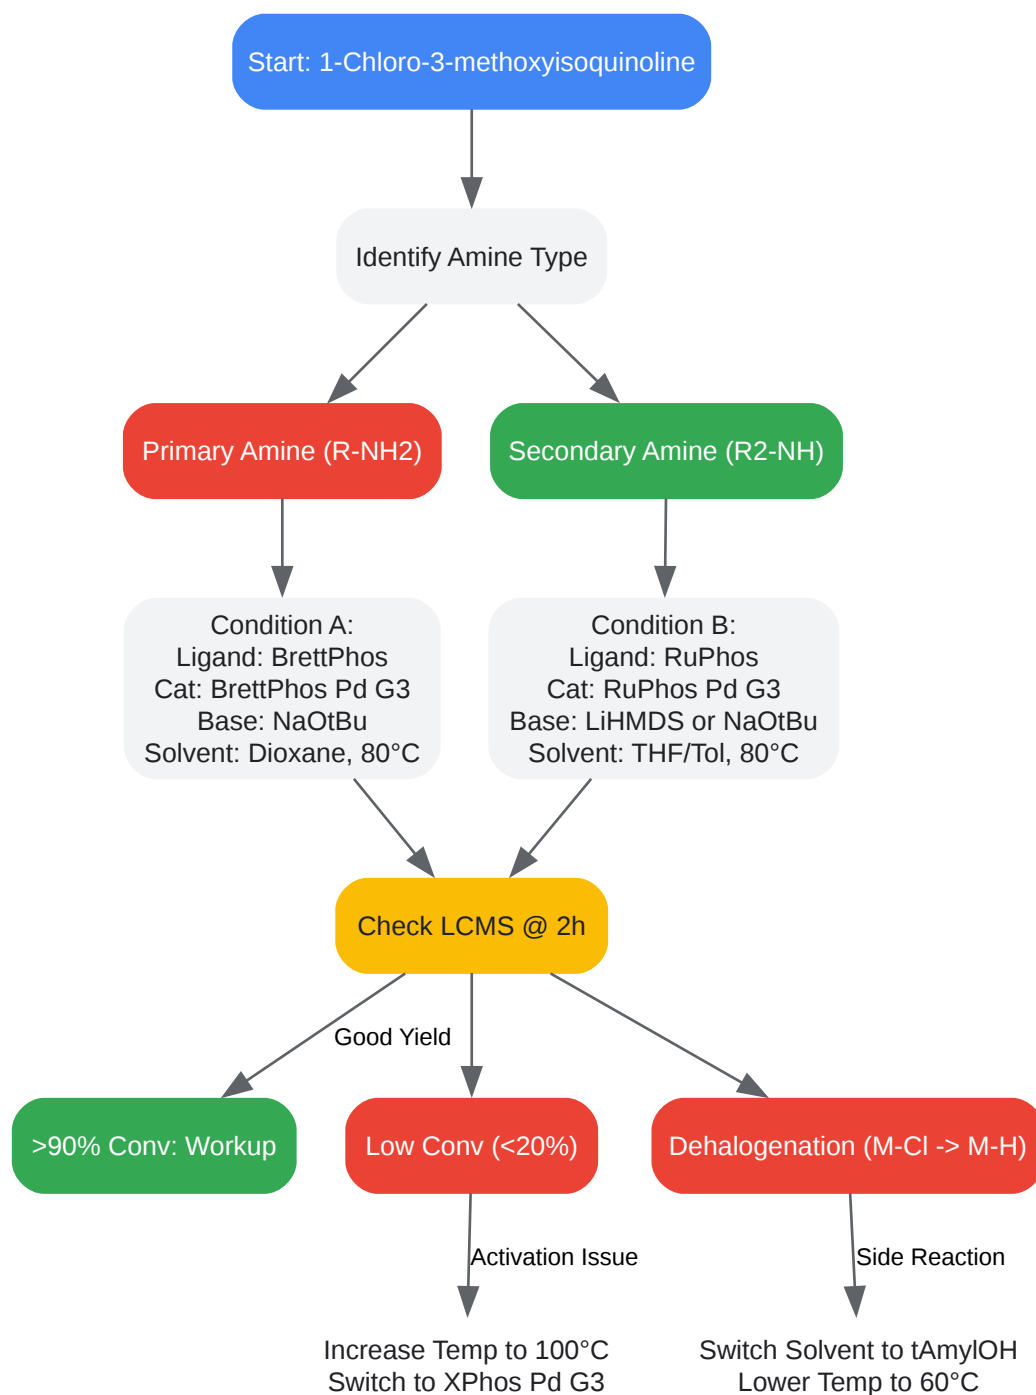 Start: 1-Chloro-3-methoxyisoquinoline
Identify Amine Type
Primary Amine (R-NH2)
Secondary Amine (R2-NH)
Condition A:
Ligand: BrettPhos
Cat: BrettPhos Pd G3
Base: NaOtBu
Solvent: Dioxane, 80°C
Condition B:
Ligand: RuPhos
Cat: RuPhos Pd G3
Base: LiHMDS or NaOtBu
Solvent: THF/Tol, 80°C
Check LCMS @ 2h
Good Yield
>90% Conv: Workup
Low Conv (<20%)
Dehalogenation (M-Cl -> M-H)
Activation Issue
Side Reaction
Increase Temp to 100°C
Switch to XPhos Pd G3
Switch Solvent to tAmylOH
Lower Temp to 60°C